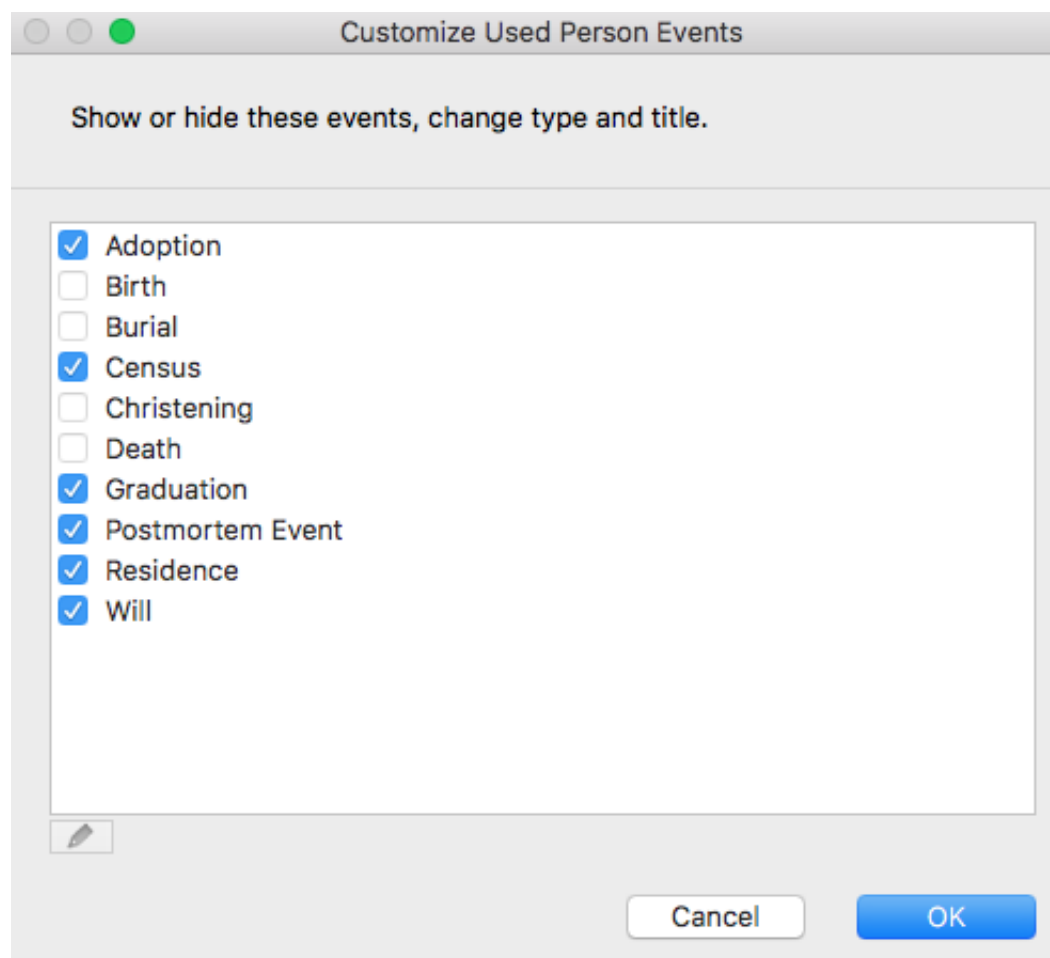 Customize Used Person Events
Show or hide these events, change type and title.
Adoption
Birth
Burial
Census
Christening
Death
Graduation
Postmortem Event
Residence
Will
Cancel
OK